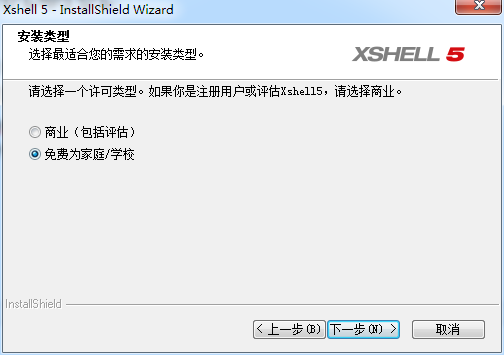 Xshell 5 - InstallShield Wizard
安装类型
选择最适合您的需求的安装类型。
XSHELL 5
请选择一个许可类型。如果你是注册用户或评估Xshell5，请选择商业。
商业（包括评估）
免费为家庭/学校
InstallShield
< 上一步(B)
下一步(N) >
取消